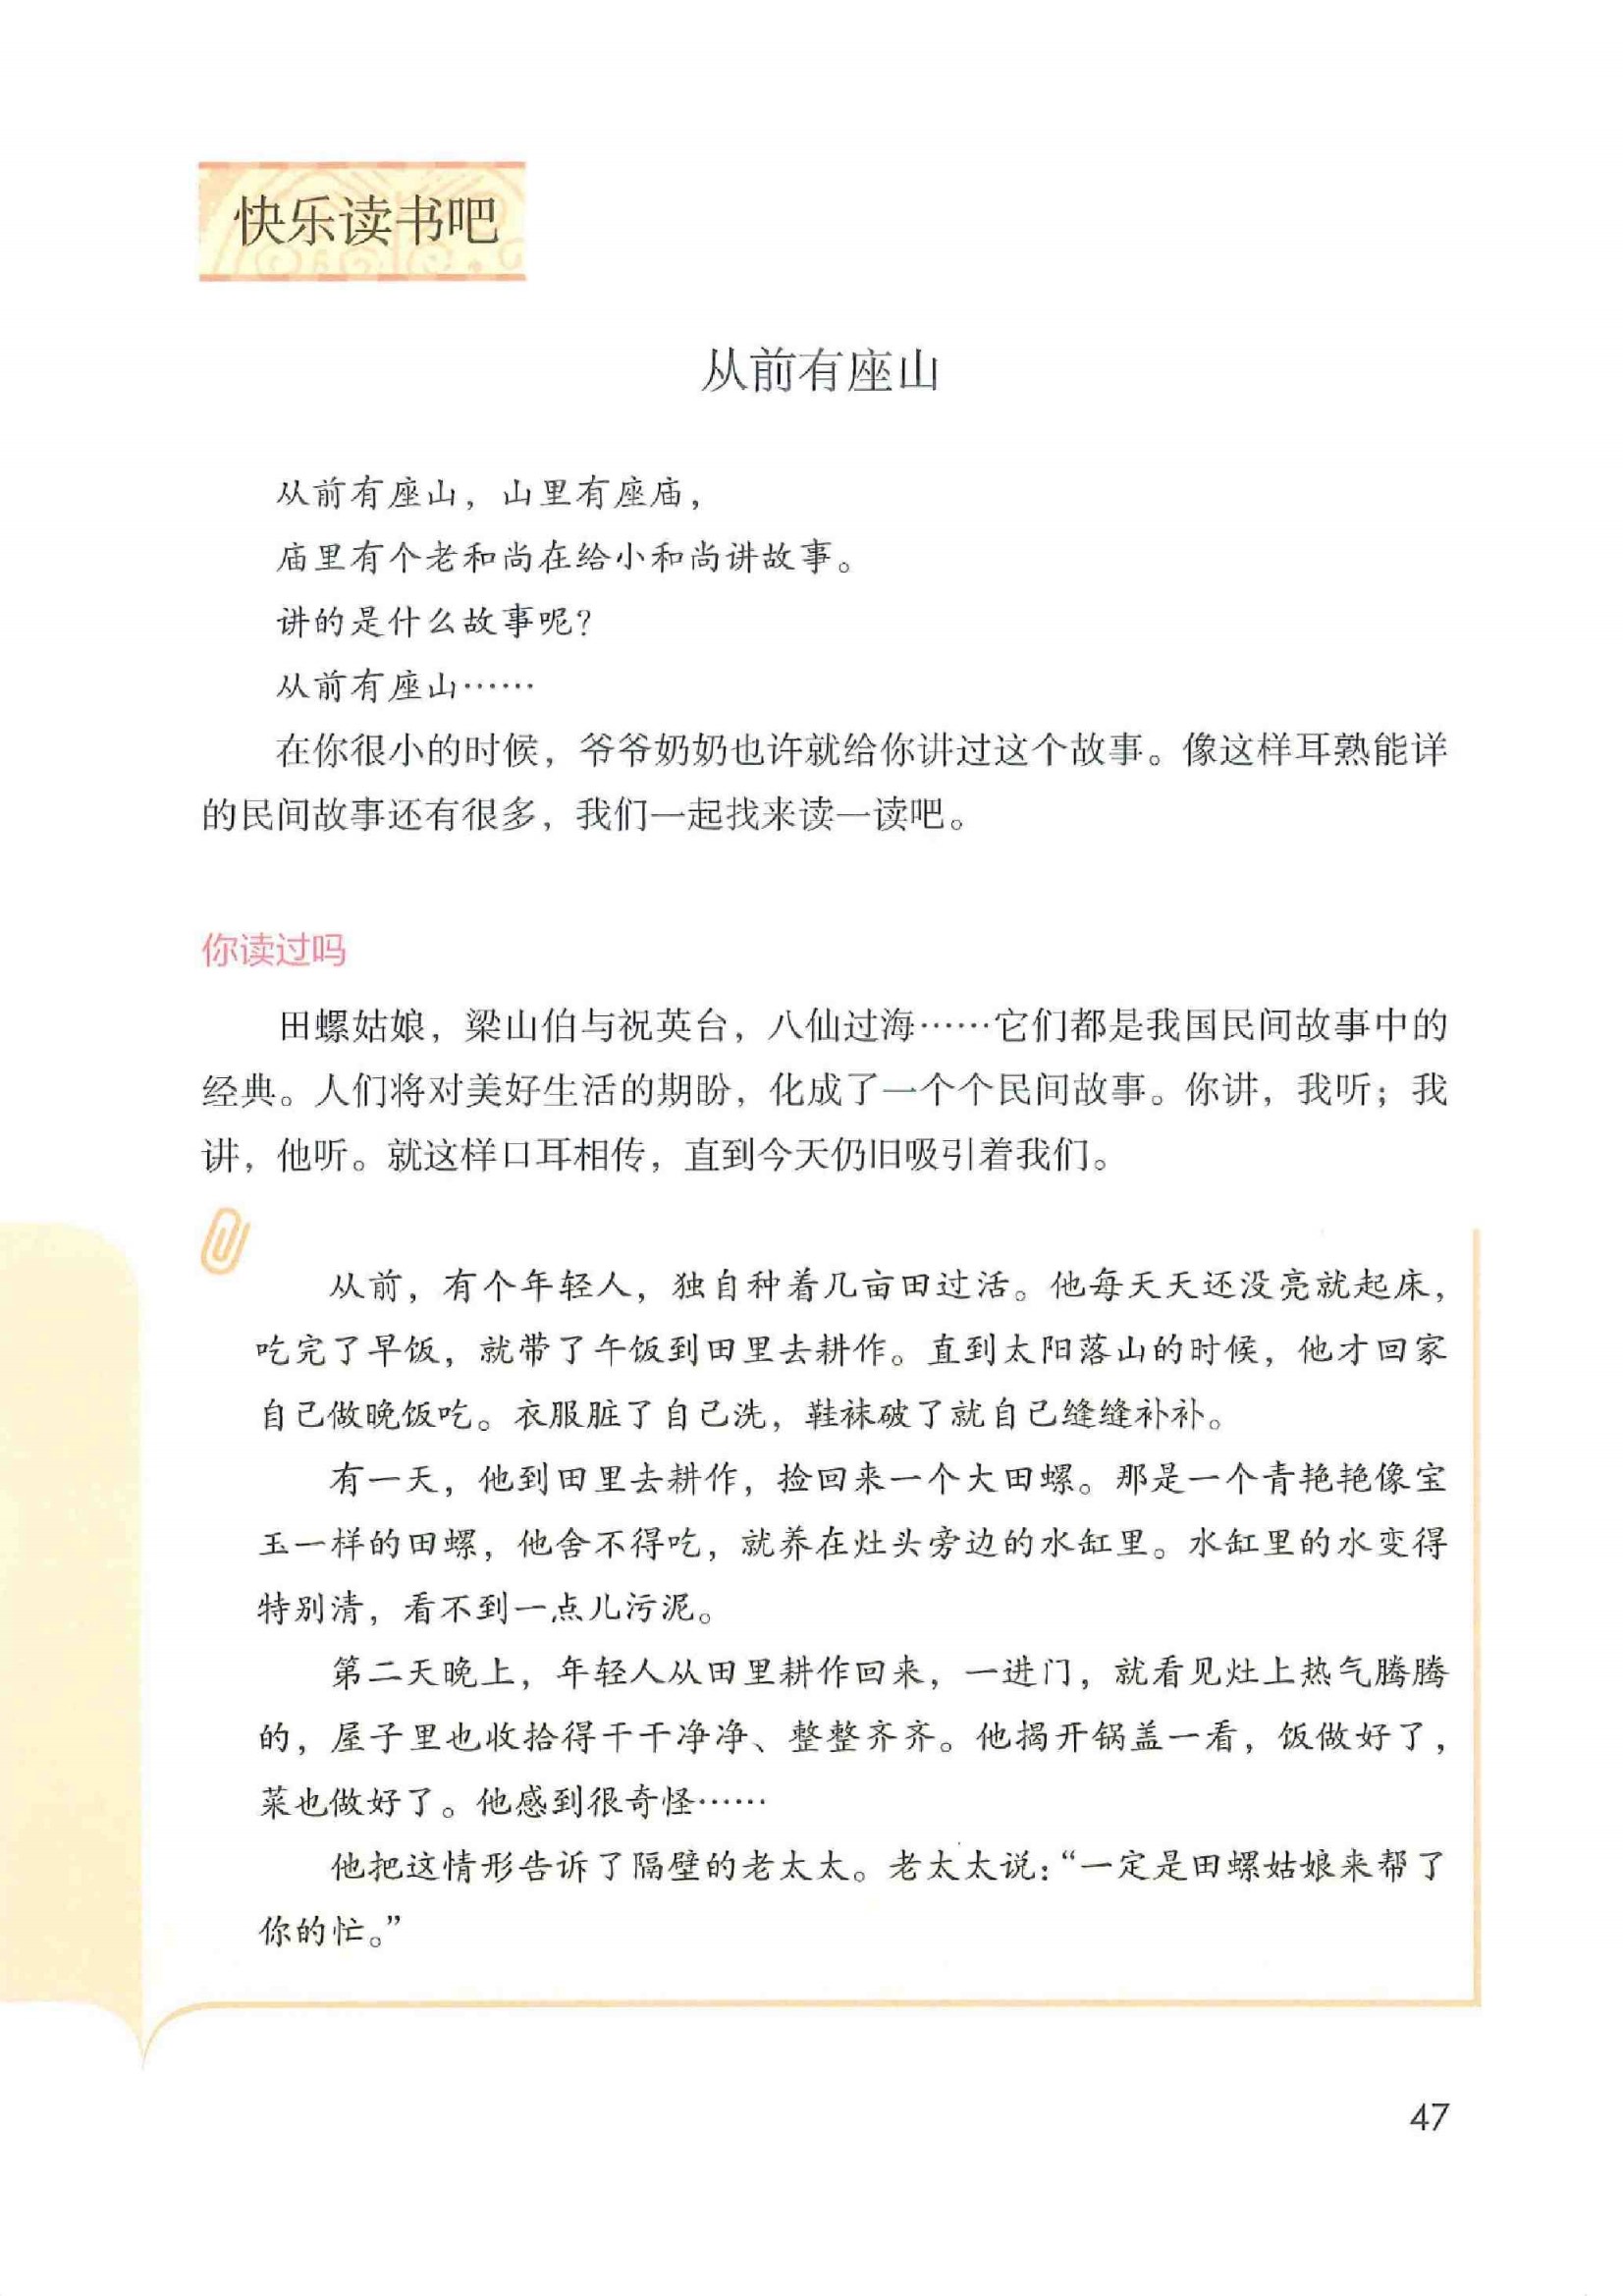 快乐读书吧
从前有座山
从前有座山，山里有座庙，
庙里有个老和尚在给小和尚讲故事。
讲的是什么故事呢？
从前有座山……
在你很小的时候，爷爷奶奶也许就给你讲过这个故事。像这样耳熟能详
的民间故事还有很多，我们一起找来读一读吧。
你读过吗
田螺姑娘，梁山伯与祝英台，八仙过海……它们都是我国民间故事中的
经典。人们将对美好生活的期盼，化成了一个个民间故事。你讲，我听；我
讲，他听。就这样口耳相传，直到今天仍旧吸引着我们。
从前，有个年轻人，独自种着几亩田过活。他每天天还没亮就起床，
吃完了早饭，就带了午饭到田里去耕作。直到太阳落山的时候，他才回家
自己做晚饭吃。衣服脏了自己洗，鞋袜破了就自己缝缝补补。
有一天，他到田里去耕作，捡回来一个大田螺。那是一个青艳艳像宝
玉一样的田螺，他舍不得吃，就养在灶头旁边的水缸里。水缸里的水变得
特别清，看不到一点儿污泥。
第二天晚上，年轻人从田里耕作回来，一进门，就看见灶上热气腾腾
的，屋子里也收拾得干干净净、整整齐齐。他揭开锅盖一看，饭做好了，
菜也做好了。他感到很奇怪……
他把这情形告诉了隔壁的老太太。老太太说：“一定是田螺姑娘来帮了
你的忙。”
47